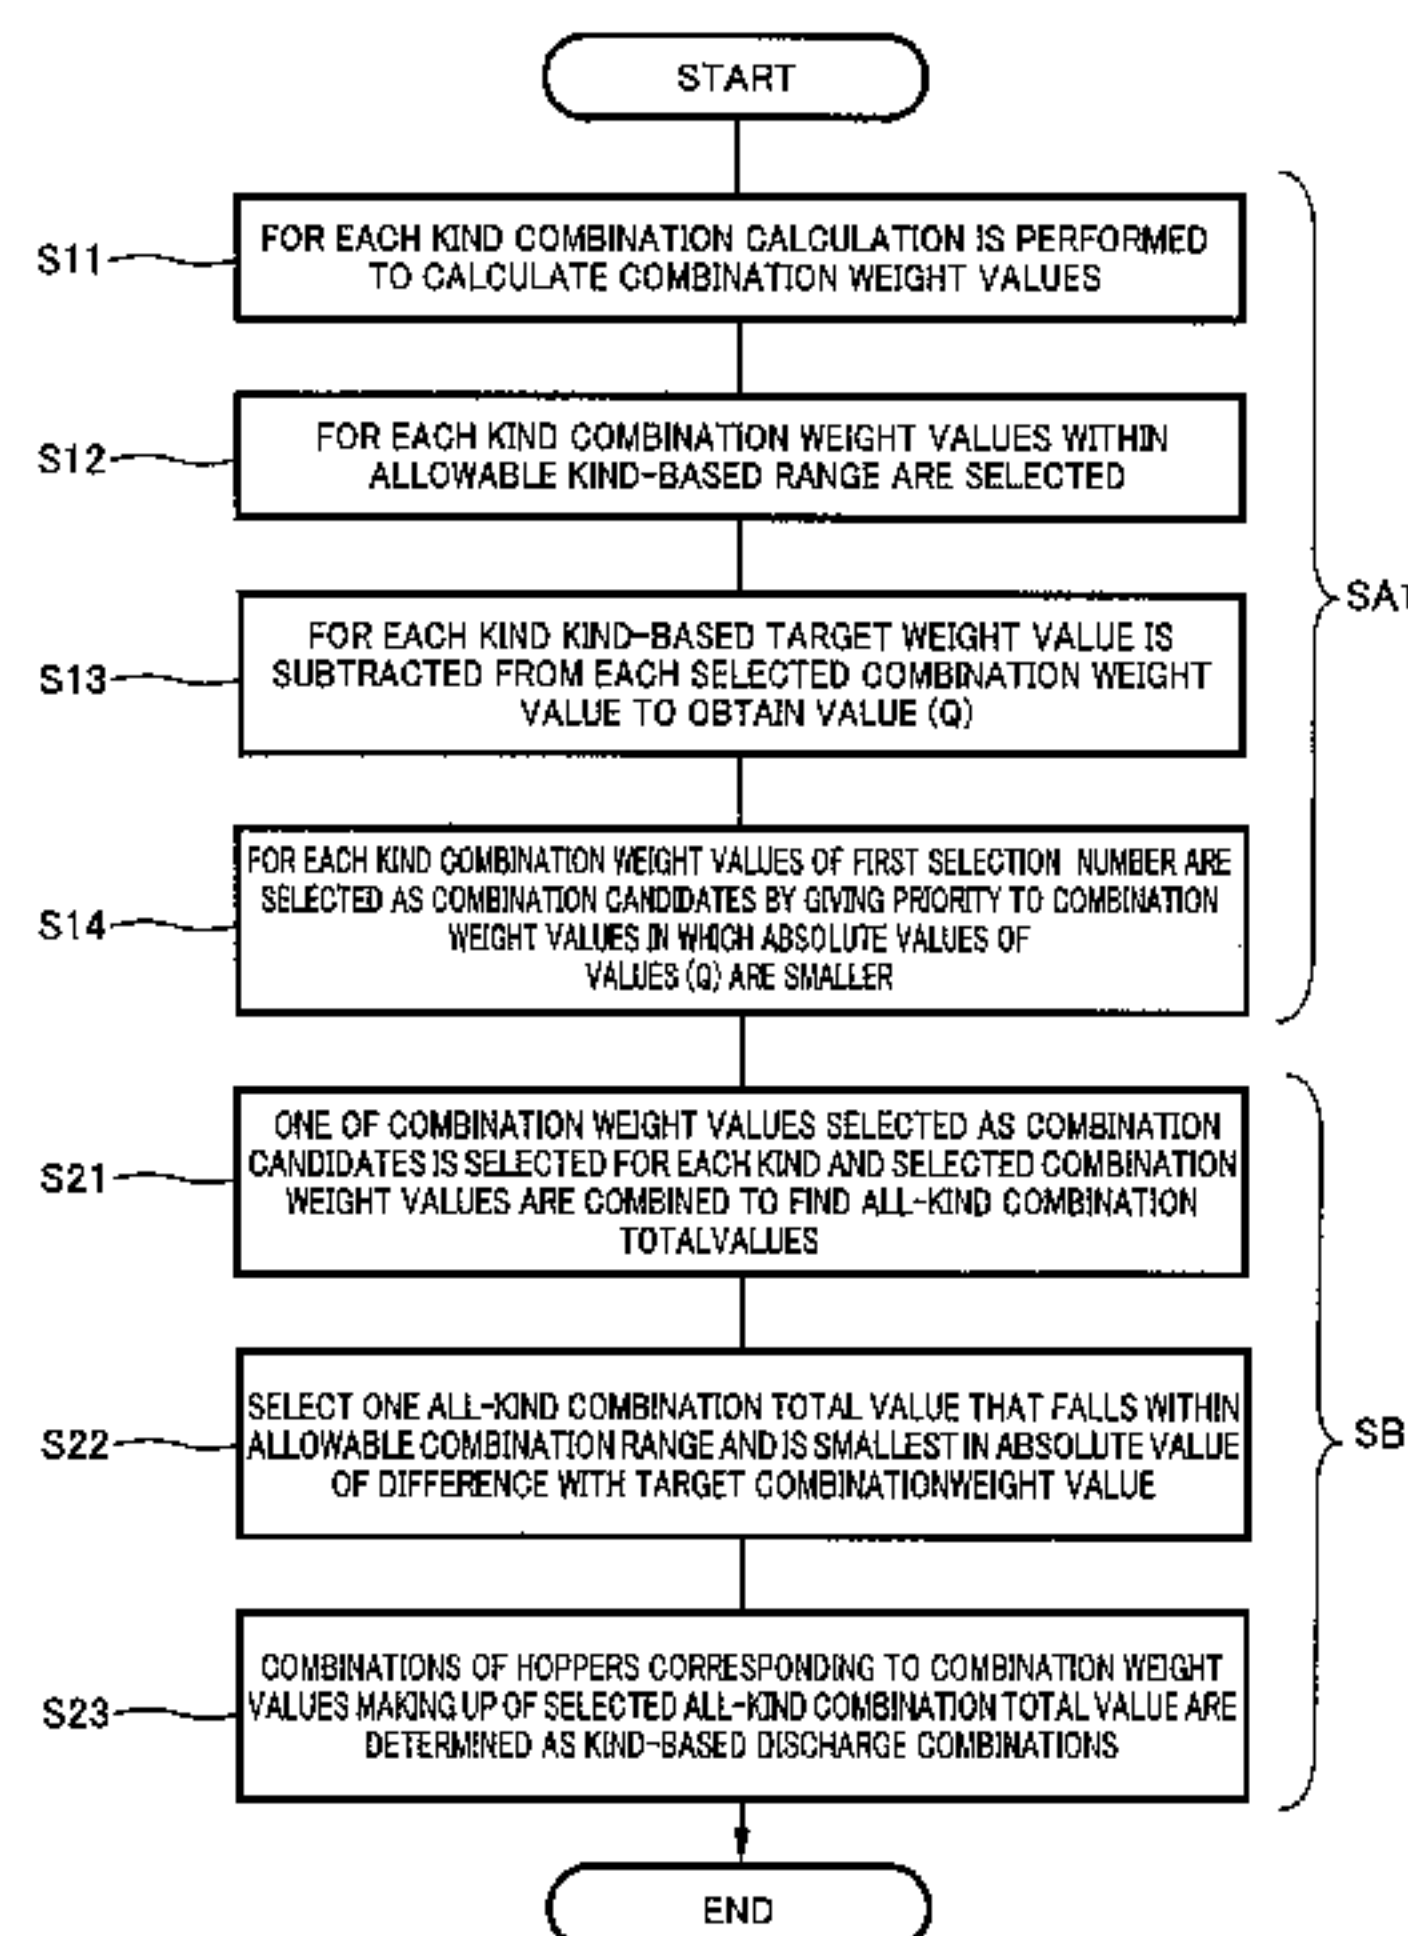 START
S11
FOR EACH KIND COMBINATION CALCULATION IS PERFORMED
TO CALCULATE COMBINATION WEIGHT VALUES
S12
FOR EACH KIND COMBINATION WEIGHT VALUES WITHIN
ALLOWABLE KIND-BASED RANGE ARE SELECTED
SA1
S13
FOR EACH KIND KIND-BASED TARGET WEIGHT VALUE IS
SUBTRACTED FROM EACH SELECTED COMBINATION WEIGHT
VALUE TO OBTAIN VALUE (Q)
S14
FOR EACH KIND COMBINATION WEIGHT VALUES OF FIRST SELECTION NUMBER ARE
SELECTED AS COMBINATION CANDIDATES BY GIVING PRIORITY TO COMBINATION
WEIGHT VALUES IN WHICH ABSOLUTE VALUES OF
VALUES (Q) ARE SMALLER
S21
ONE OF COMBINATION WEIGHT VALUES SELECTED AS COMBINATION
CANDIDATES IS SELECTED FOR EACH KIND AND SELECTED COMBINATION
WEIGHT VALUES ARE COMBINED TO FIND ALL-KIND COMBINATION
TOTALVALUES
S22
SELECT ONE ALL-KIND COMBINATION TOTAL VALUE THAT FALLS WITHIN
ALLOWABLE COMBINATION RANGE AND IS SMALLEST IN ABSOLUTE VALUE
OF DIFFERENCE WITH TARGET COMBINATIONWEIGHT VALUE
SB
S23
COMBINATIONS OF HOPPERS CORRESPONDING TO COMBINATION WEIGHT
VALUES MAKING UP OF SELECTED ALL-KIND COMBINATION TOTAL VALUE ARE
DETERMINED AS KIND-BASED DISCHARGE COMBINATIONS
END